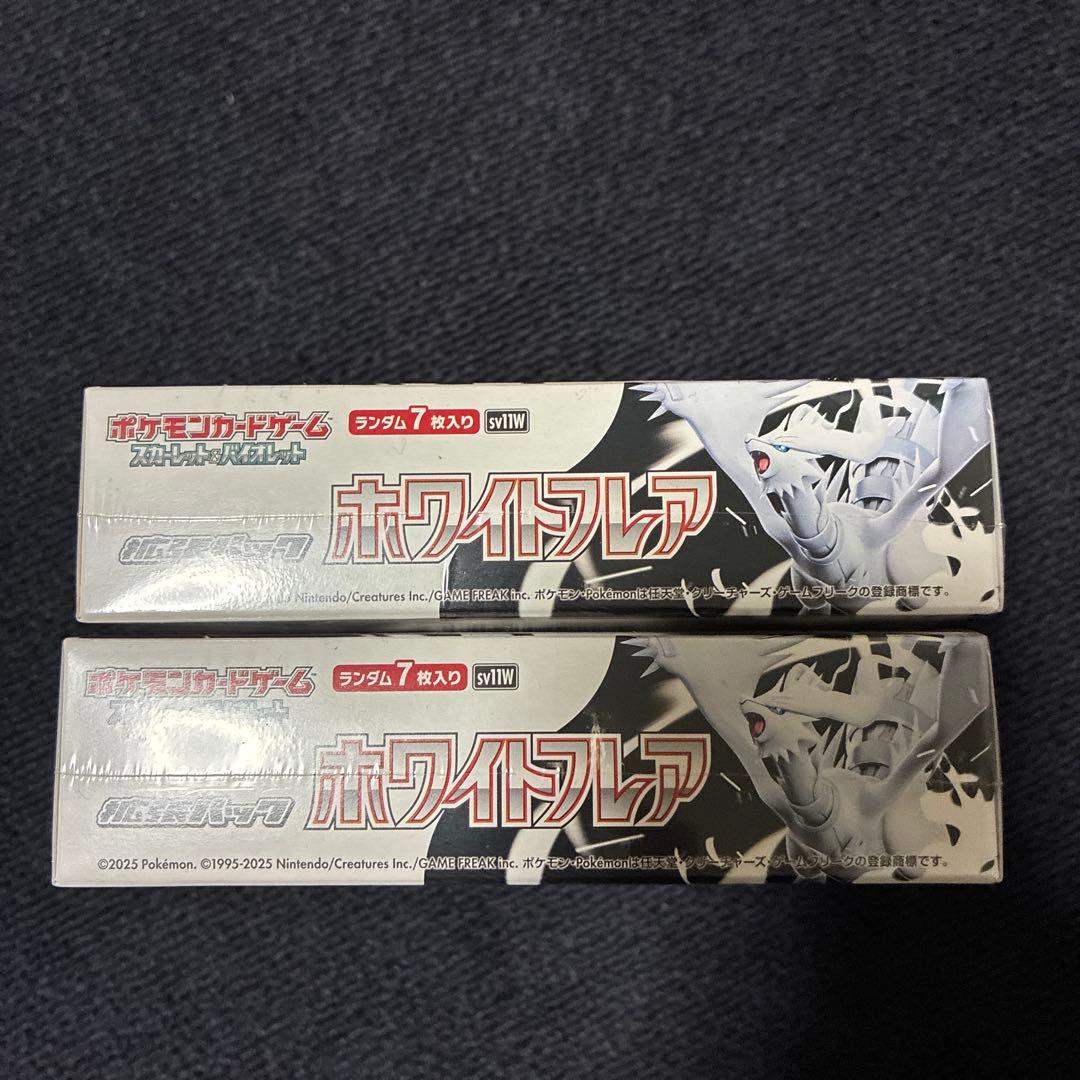 ポケモンカードゲーム
スカーレット&バイオレット
ランダム7枚入り sv11W
拡張パック
ホワイトフレア
Nintendo/Creatures Inc./GAME FREAK inc. ポケモン・Pokémonは任天堂・クリーチャーズ・ゲームフリークの登録商標です。
ポケモンカードゲーム
ランダム7枚入り sv11W
拡張パック
ホワイトフレア
©2025 Pokémon. ©1995-2025 Nintendo/Creatures Inc./GAME FREAK inc. ポケモン・Pokémonは任天堂・クリーチャーズ・ゲームフリークの登録商標です。